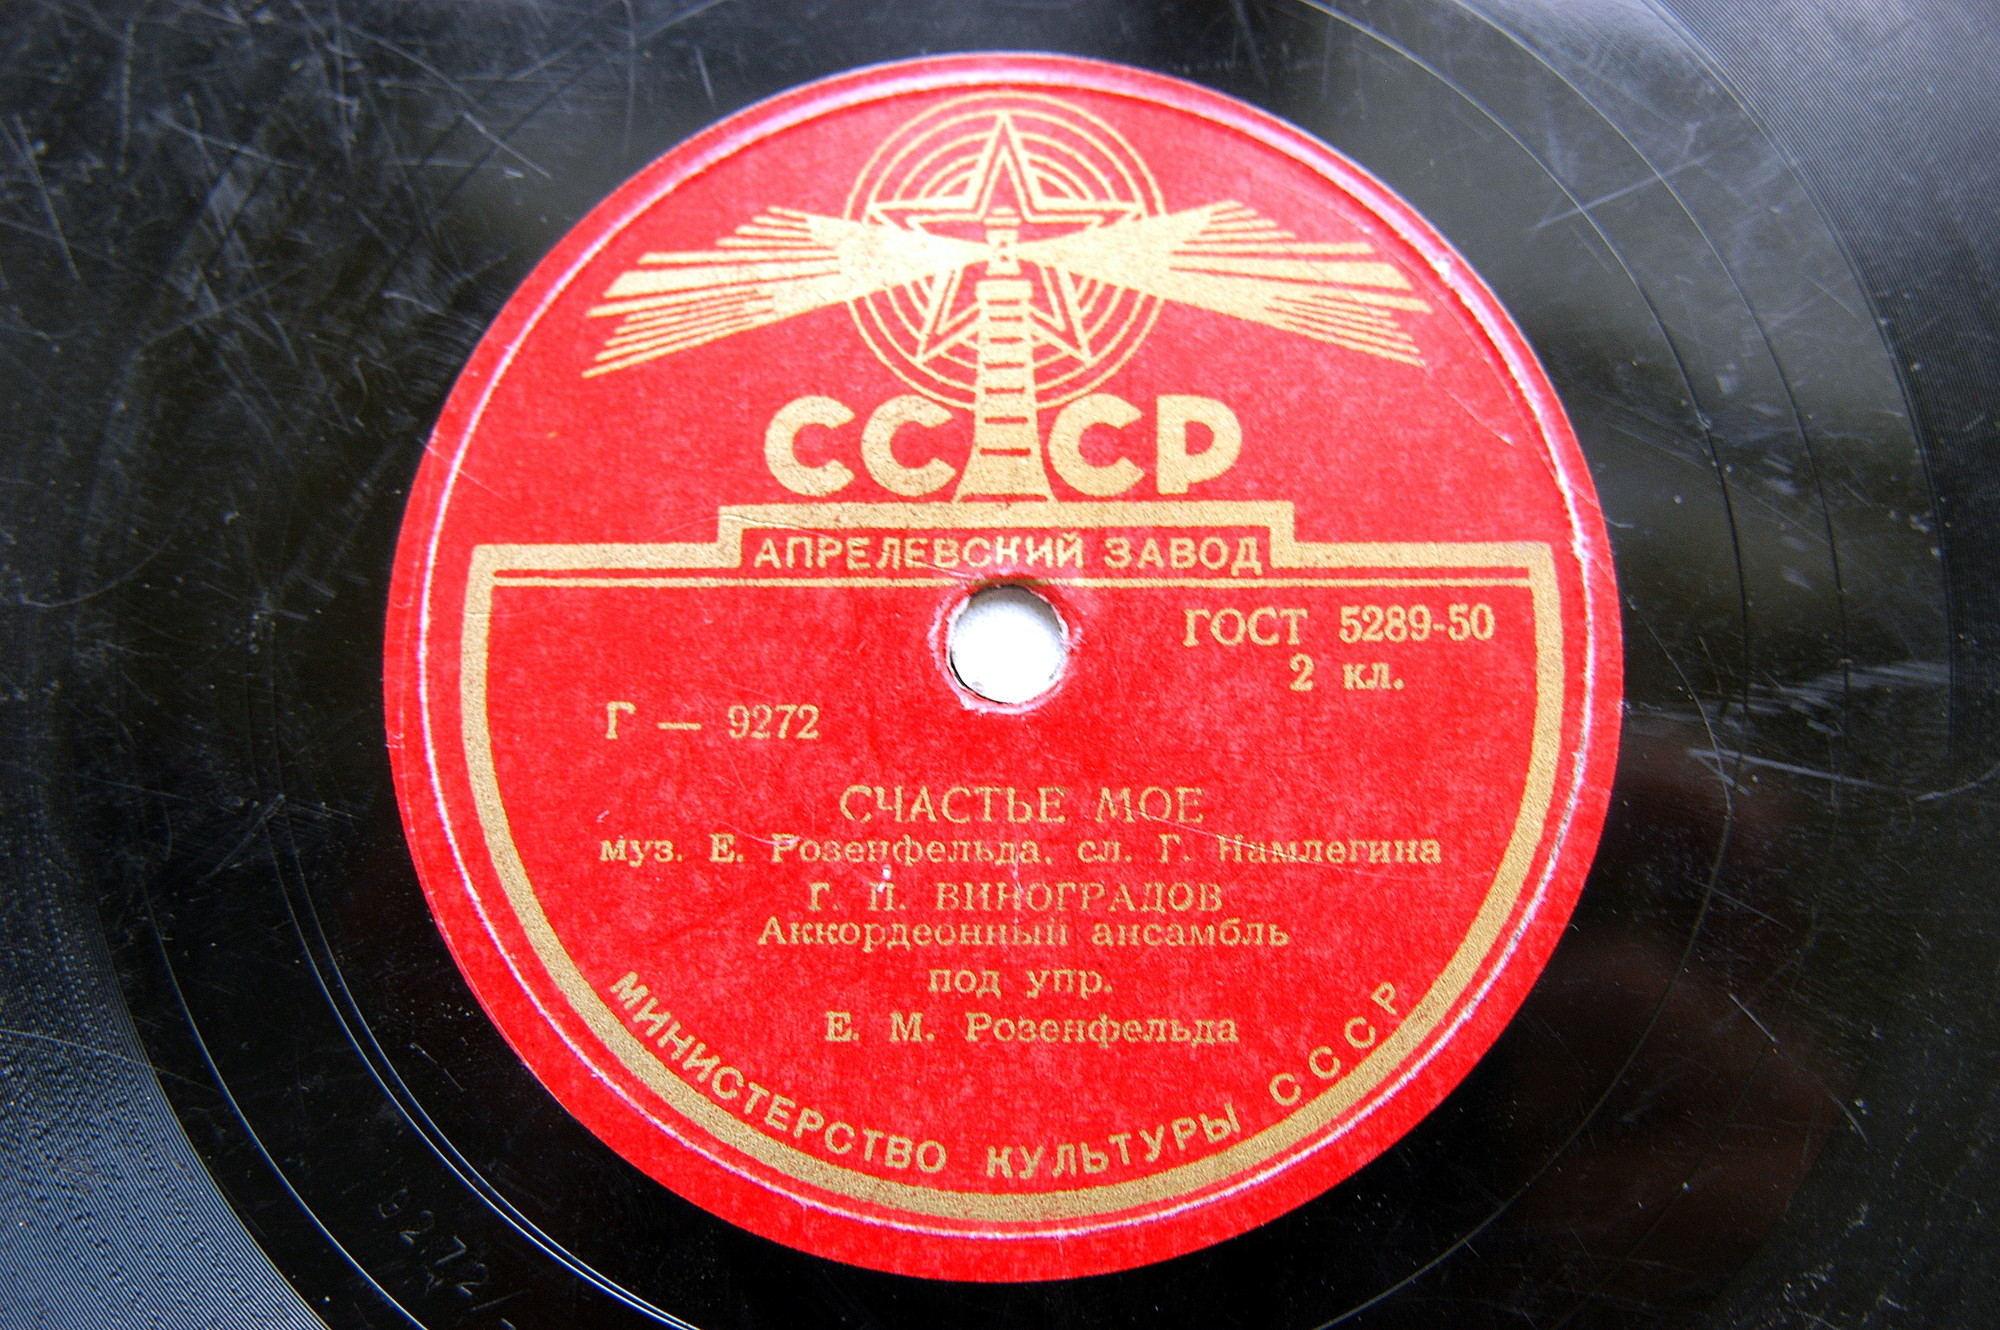 СССР
АПРЕЛЕВСКИЙ ЗАВОД
ГОСТ 5289-50
2 кл.
Г — 9272
СЧАСТЬЕ МОЕ
муз. Е. Розенфельда, сл. Г. Намлегина
Г. П. ВИНОГРАДОВ
Аккордеонный ансамбль
под упр.
Е. М. Розенфельда
МИНИСТЕРСТВО КУЛЬТУРЫ СССР
9272